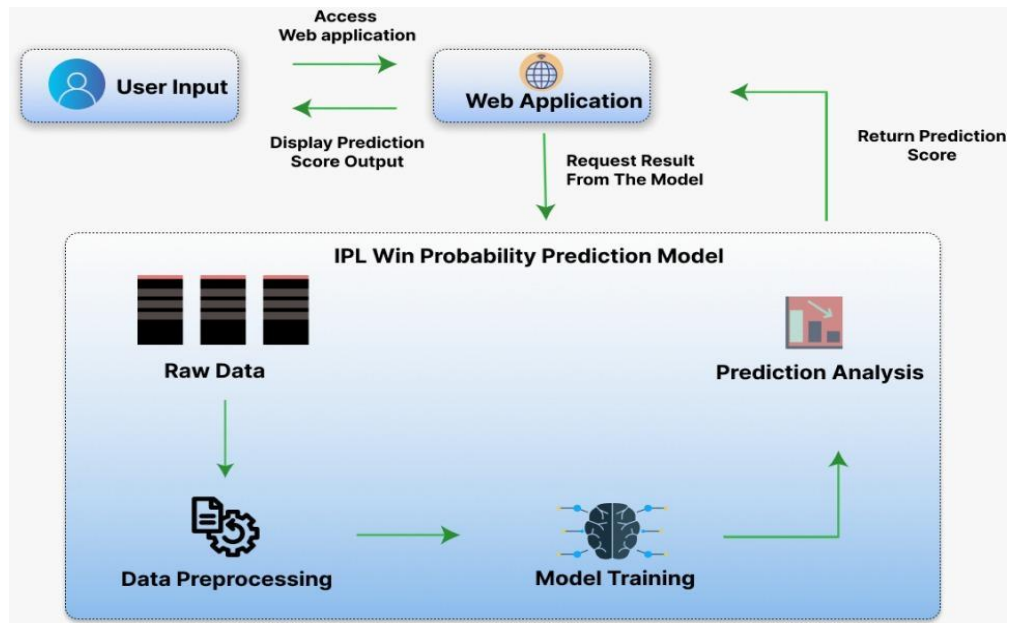 Access
Web application
User Input
Web Application
Display Prediction
Score Output
Request Result
From The Model
Return Prediction
Score
IPL Win Probability Prediction Model
Raw Data
Prediction Analysis
Data Preprocessing
Model Training